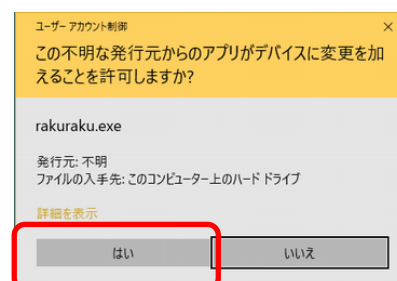 ユーザー アカウント制御
この不明な発行元からのアプリがデバイスに変更を加
えることを許可しますか?
rakuraku.exe
発行元: 不明
ファイルの入手先: このコンピューター上のハード ドライブ
詳細を表示
はい
いいえ